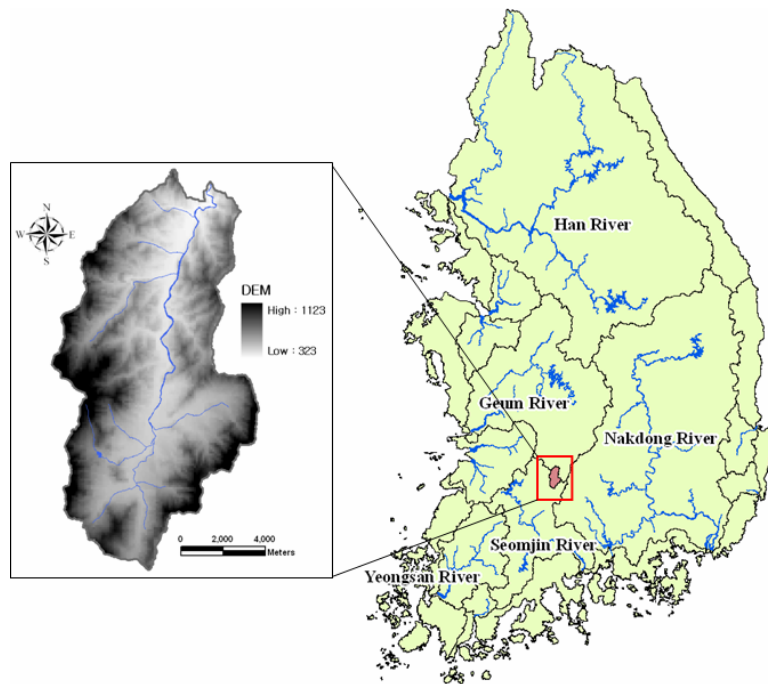 N
W E
S
DEM
High : 1123
Low : 323
0 2,000 4,000
Meters
Han River
Geum River
Nakdong River
Seomjin River
Yeongsan River